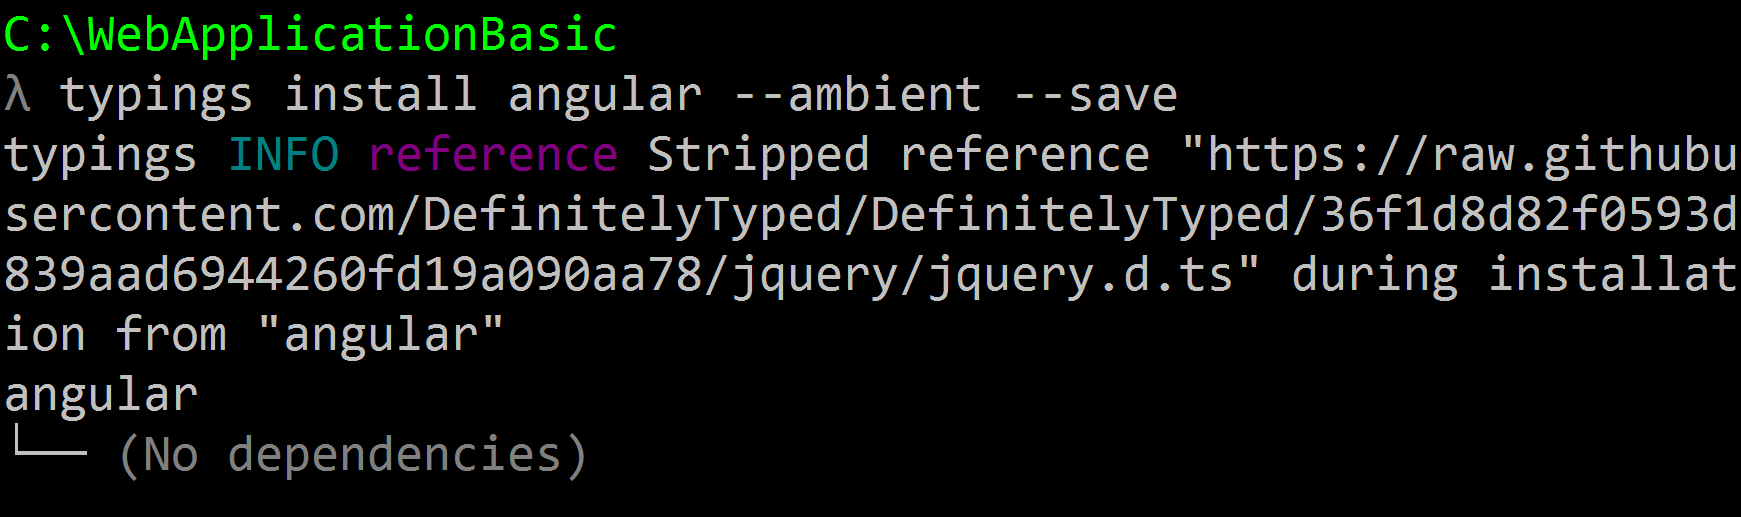 C:\WebApplicationBasic
λ typings install angular --ambient --save
typings INFO reference Stripped reference "https://raw.githubu
sercontent.com/DefinitelyTyped/DefinitelyTyped/36f1d8d82f0593d
839aad6944260fd19a090aa78/jquery/jquery.d.ts" during installat
ion from "angular"
angular
└── (No dependencies)